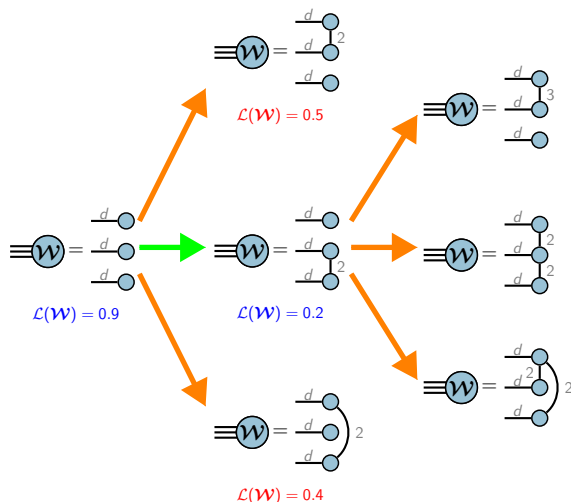 d
𝓦 = d 2
d
𝓛(𝓦) = 0.5
d
𝓦 = d 3
d
𝓦 = d
d
d
𝓛(𝓦) = 0.9
d
𝓦 = d
d 2
𝓛(𝓦) = 0.2
d
2
𝓦 = d
2
d
d
𝓦 = 2 d 2
d
d
𝓦 = d 2
d
𝓛(𝓦) = 0.4